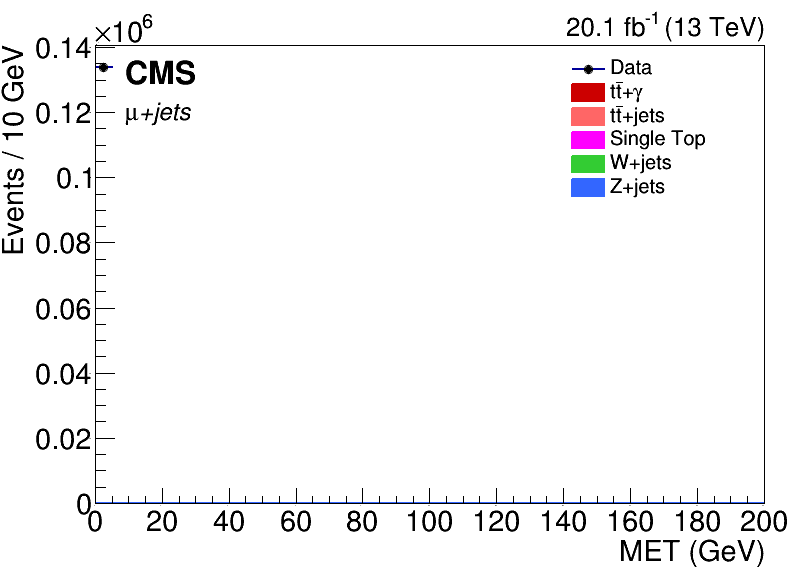 ×10⁶
20.1 fb⁻¹ (13 TeV)
Events / 10 GeV
0.14
0.12
0.1
0.08
0.06
0.04
0.02
0
CMS
μ+jets
Data
tt̄+γ
tt̄+jets
Single Top
W+jets
Z+jets
0 20 40 60 80 100 120 140 160 180 200
MET (GeV)